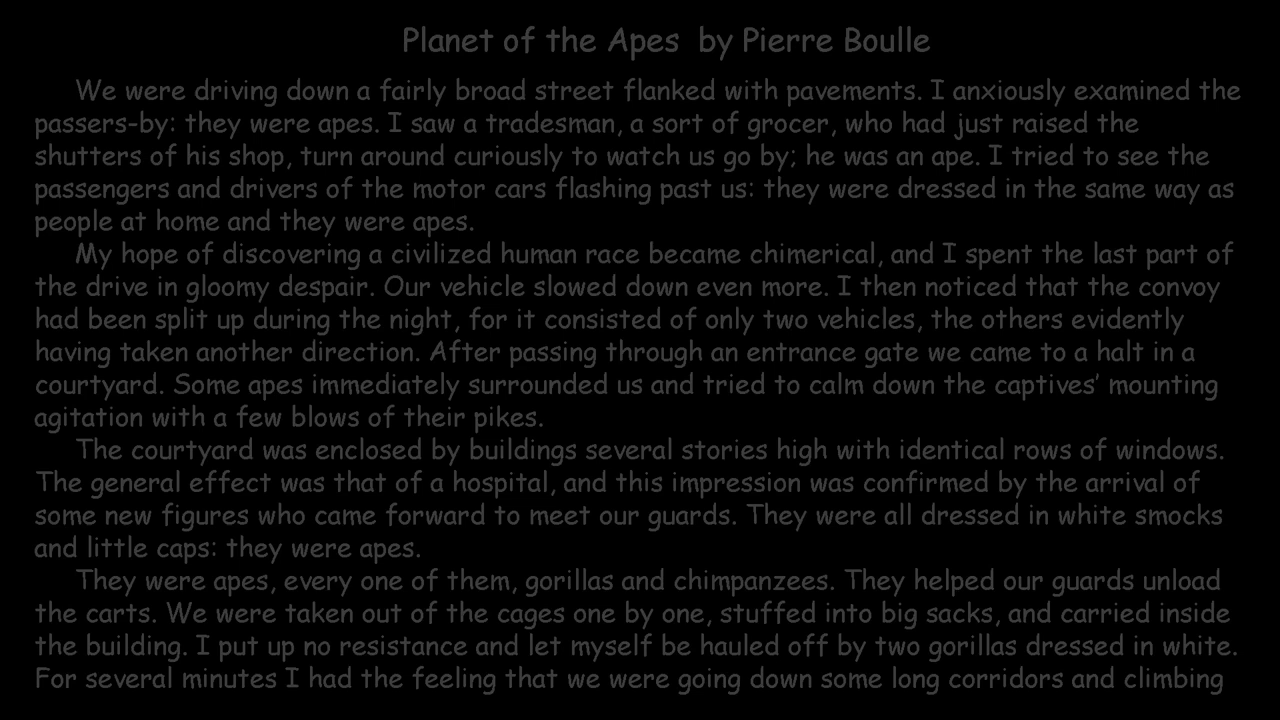 Planet of the Apes  by Pierre Boulle
We were driving down a fairly broad street flanked with pavements. I anxiously examined the
passers-by: they were apes. I saw a tradesman, a sort of grocer, who had just raised the
shutters of his shop, turn around curiously to watch us go by; he was an ape. I tried to see the
passengers and drivers of the motor cars flashing past us: they were dressed in the same way as
people at home and they were apes.
My hope of discovering a civilized human race became chimerical, and I spent the last part of
the drive in gloomy despair. Our vehicle slowed down even more. I then noticed that the convoy
had been split up during the night, for it consisted of only two vehicles, the others evidently
having taken another direction. After passing through an entrance gate we came to a halt in a
courtyard. Some apes immediately surrounded us and tried to calm down the captives’ mounting
agitation with a few blows of their pikes.
The courtyard was enclosed by buildings several stories high with identical rows of windows.
The general effect was that of a hospital, and this impression was confirmed by the arrival of
some new figures who came forward to meet our guards. They were all dressed in white smocks
and little caps: they were apes.
They were apes, every one of them, gorillas and chimpanzees. They helped our guards unload
the carts. We were taken out of the cages one by one, stuffed into big sacks, and carried inside
the building. I put up no resistance and let myself be hauled off by two gorillas dressed in white.
For several minutes I had the feeling that we were going down some long corridors and climbing